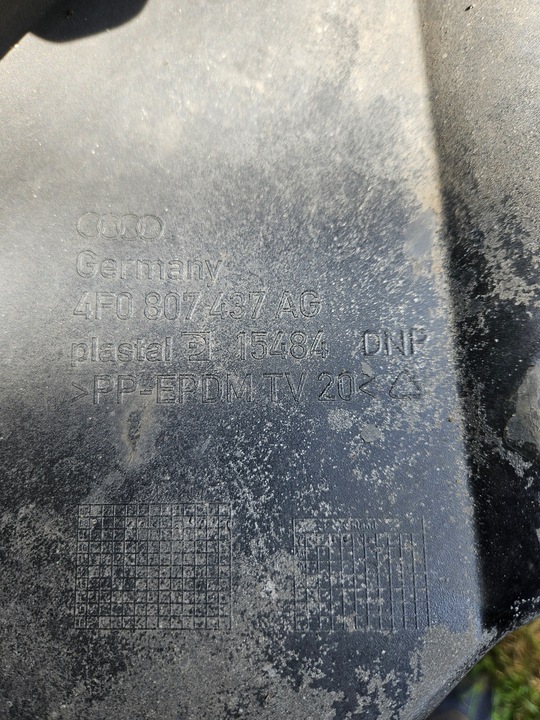 Germany
4F0 807 437 AG
plastal 15484 DNP
>PP-EPDM TV 20<